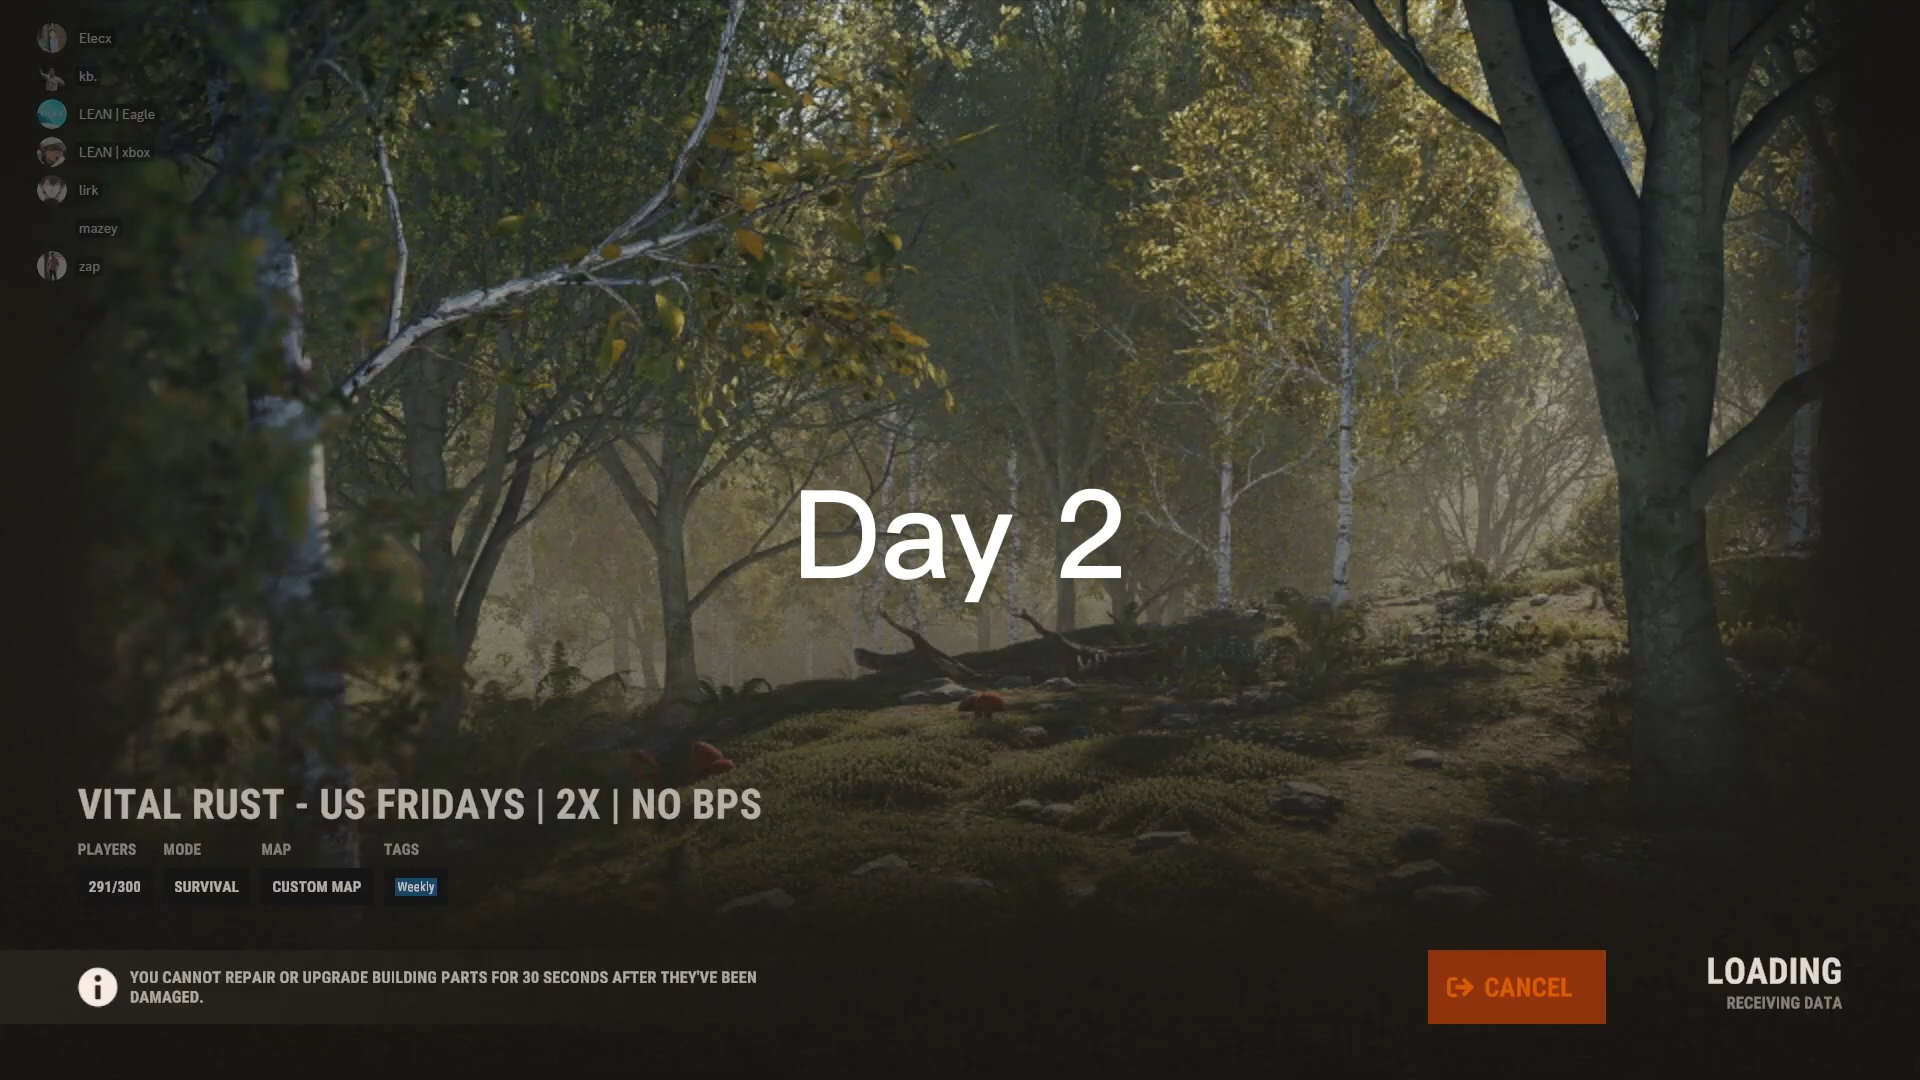 Elecx
kb.
LEΛN | Eagle
LEΛN | xbox
lirk
mazey
zap
Day 2
VITAL RUST - US FRIDAYS | 2X | NO BPS
PLAYERS MODE MAP TAGS
291/300 SURVIVAL CUSTOM MAP Weekly
YOU CANNOT REPAIR OR UPGRADE BUILDING PARTS FOR 30 SECONDS AFTER THEY'VE BEEN
DAMAGED.
CANCEL
LOADING
RECEIVING DATA